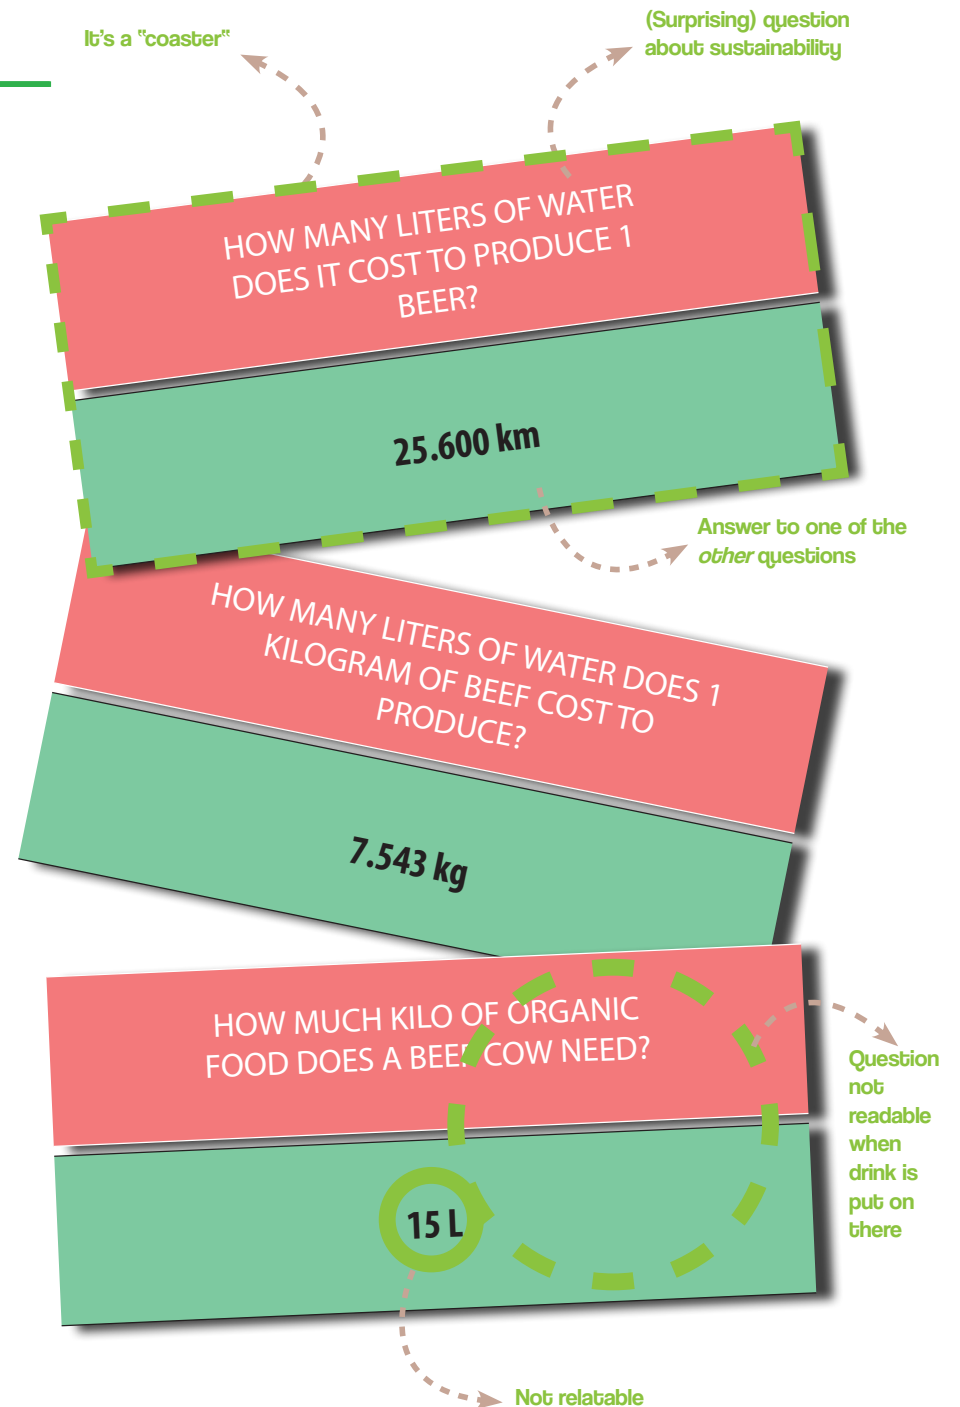 It's a "coaster"
(Surprising) question
about sustainability
HOW MANY LITERS OF WATER
DOES IT COST TO PRODUCE 1
BEER?
25.600 km
Answer to one of the
other questions
HOW MANY LITERS OF WATER DOES 1
KILOGRAM OF BEEF COST TO
PRODUCE?
7.543 kg
HOW MUCH KILO OF ORGANIC
FOOD DOES A BEEF COW NEED?
Question
not
readable
when
drink is
put on
there
15 L
Not relatable